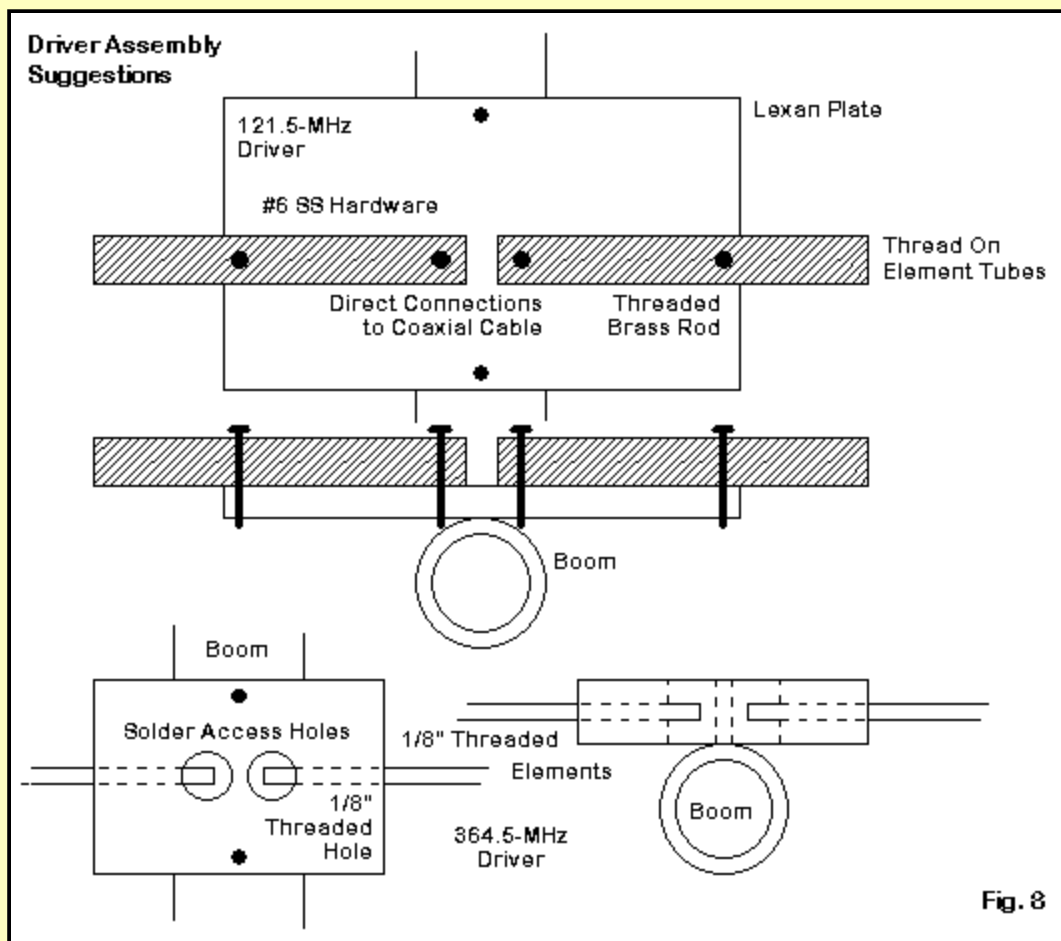 Driver Assembly
Suggestions
121.5-MHz
Driver
Lexan Plate
#6 SS Hardware
Thread On
Element Tubes
Direct Connections
to Coaxial Cable
Threaded
Brass Rod
Boom
Boom
Solder Access Holes
1/8"
Threaded
Hole
1/8" Threaded
Elements
Boom
364.5-MHz
Driver
Fig. 8